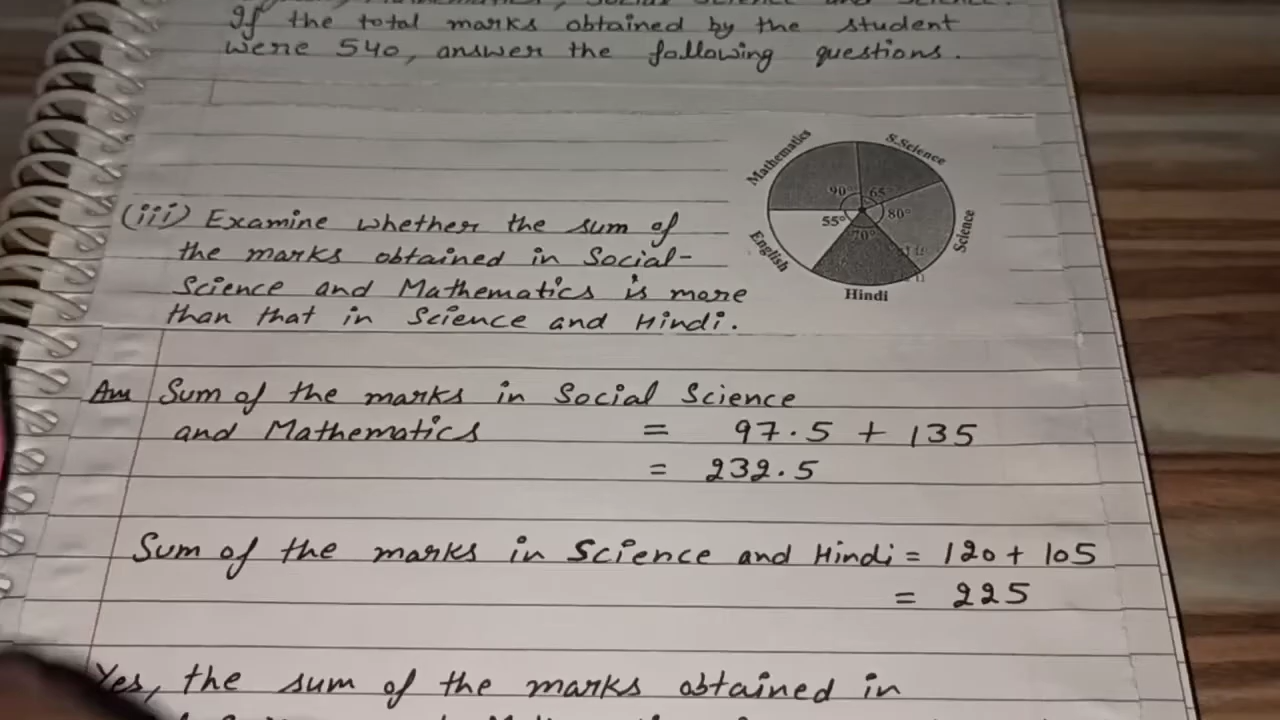 If the total marks obtained by the student
were 540, answer the following questions.
Mathematics
S.Science
90°
65°
80°
55°
70°
English
Science
Hindi
(iii) Examine whether the sum of
the marks obtained in Social-
Science and Mathematics is more
than that in Science and Hindi.
Ans Sum of the marks in Social Science
and Mathematics = 97.5 + 135
= 232.5
Sum of the marks in Science and Hindi = 120 + 105
= 225
Yes, the sum of the marks obtained in